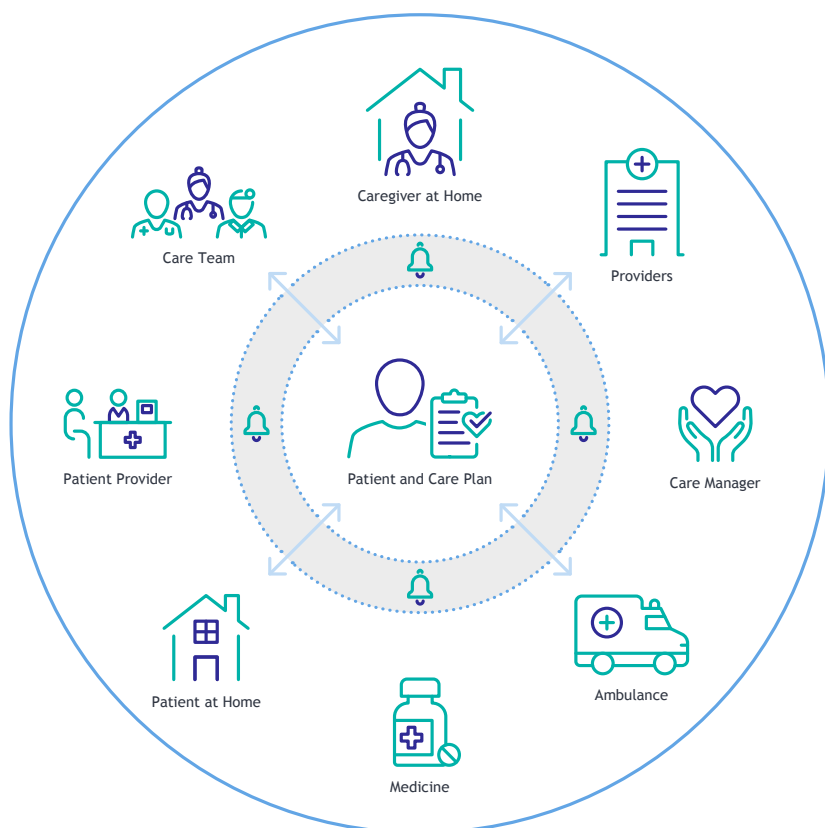 Caregiver at Home
Care Team
Providers
Patient Provider
Patient and Care Plan
Care Manager
Patient at Home
Ambulance
Medicine